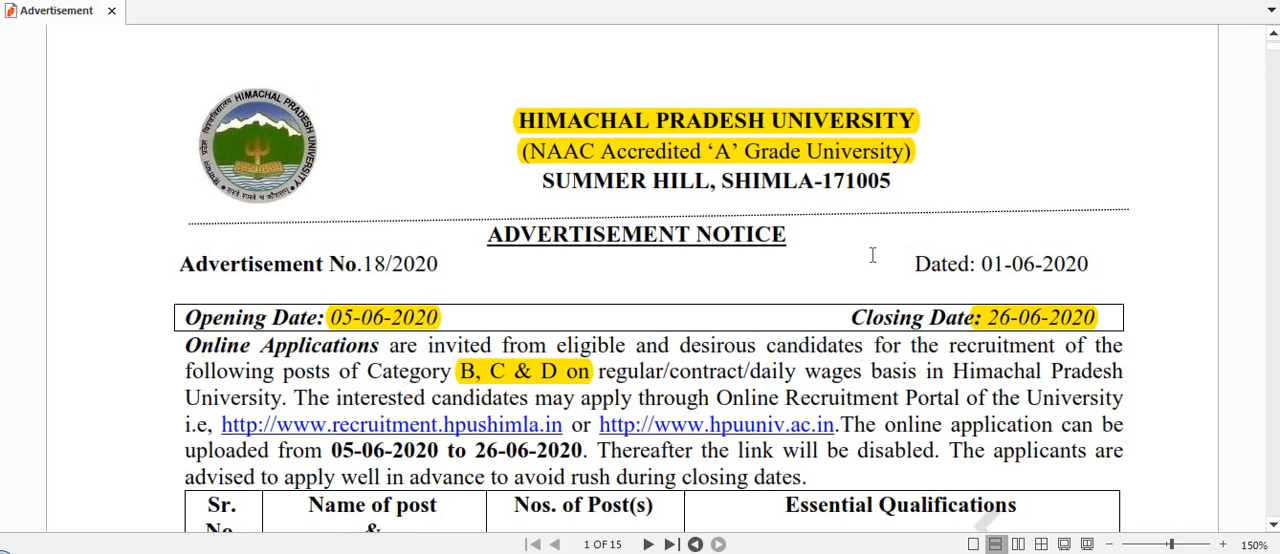 Advertisement
HIMACHAL PRADESH UNIVERSITY
HIMACHAL PRADESH UNIVERSITY
(NAAC Accredited ‘A’ Grade University)
SUMMER HILL, SHIMLA-171005
ADVERTISEMENT NOTICE
Advertisement No.18/2020 Dated: 01-06-2020
Opening Date: 05-06-2020 Closing Date: 26-06-2020
Online Applications are invited from eligible and desirous candidates for the recruitment of the
following posts of Category B, C & D on regular/contract/daily wages basis in Himachal Pradesh
University. The interested candidates may apply through Online Recruitment Portal of the University
i.e, http://www.recruitment.hpushimla.in or http://www.hpuuniv.ac.in.The online application can be
uploaded from 05-06-2020 to 26-06-2020. Thereafter the link will be disabled. The applicants are
advised to apply well in advance to avoid rush during closing dates.
Sr. Name of post Nos. of Post(s) Essential Qualifications
No &
1 OF 15 150%